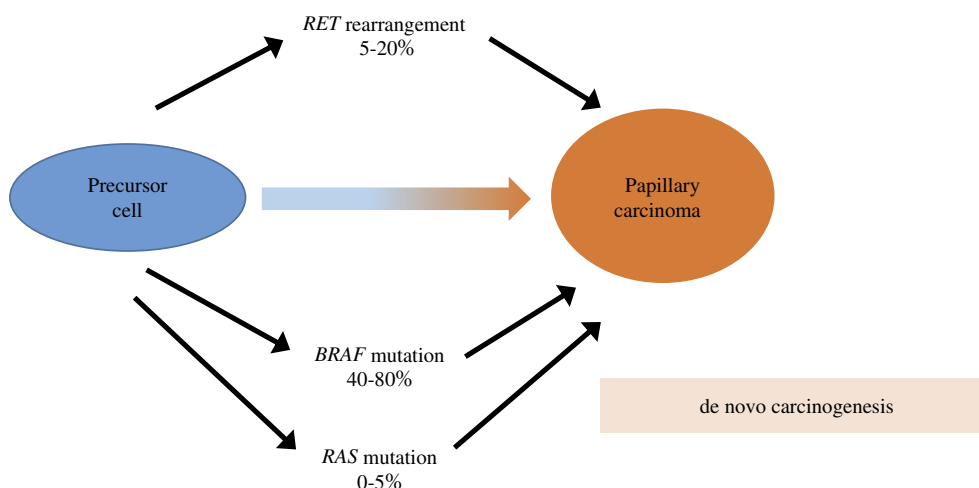 RET rearrangement
5-20%
Precursor
cell
Papillary
carcinoma
BRAF mutation
40-80%
de novo carcinogenesis
RAS mutation
0-5%